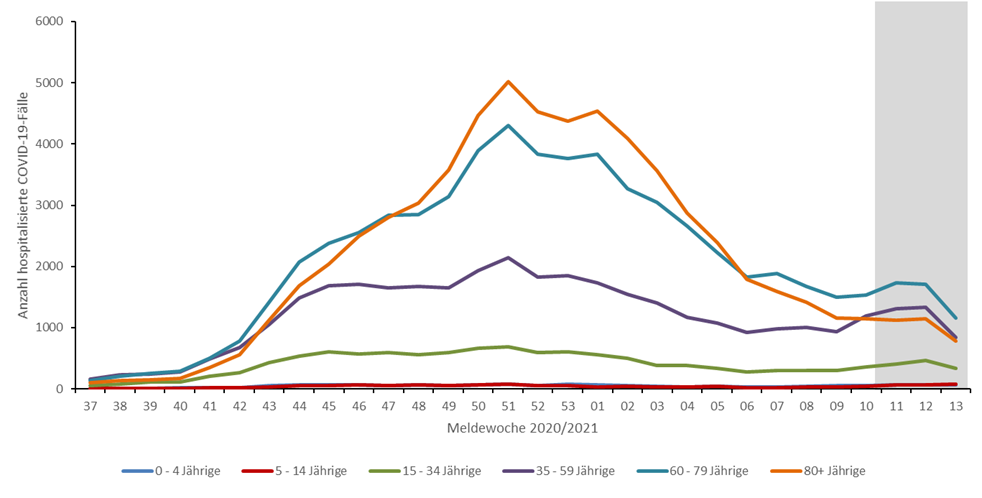 Anzahl hospitalisierte COVID-19-Fälle
6000
5000
4000
3000
2000
1000
0
37 38 39 40 41 42 43 44 45 46 47 48 49 50 51 52 53 01 02 03 04 05 06 07 08 09 10 11 12 13
Meldewoche 2020/2021
0 - 4 Jährige 5 - 14 Jährige 15 - 34 Jährige 35 - 59 Jährige 60 - 79 Jährige 80+ Jährige